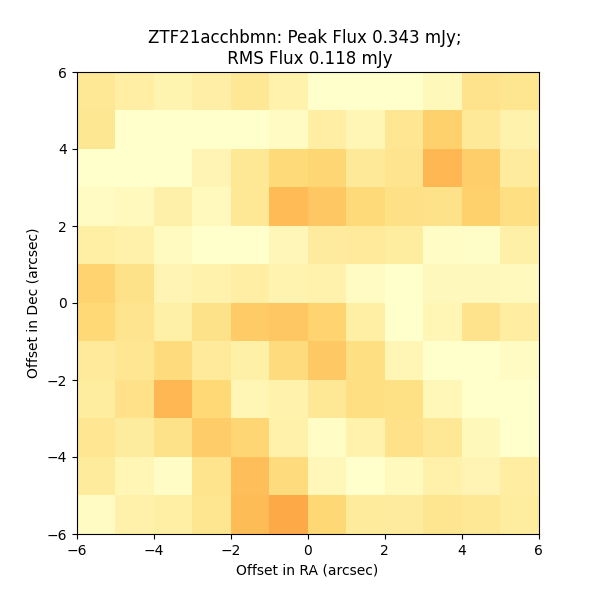 ZTF21acchbmn: Peak Flux 0.343 mJy;
RMS Flux 0.118 mJy
6
4
2
0
−2
−4
−6
Offset in Dec (arcsec)
−6 −4 −2 0 2 4 6
Offset in RA (arcsec)